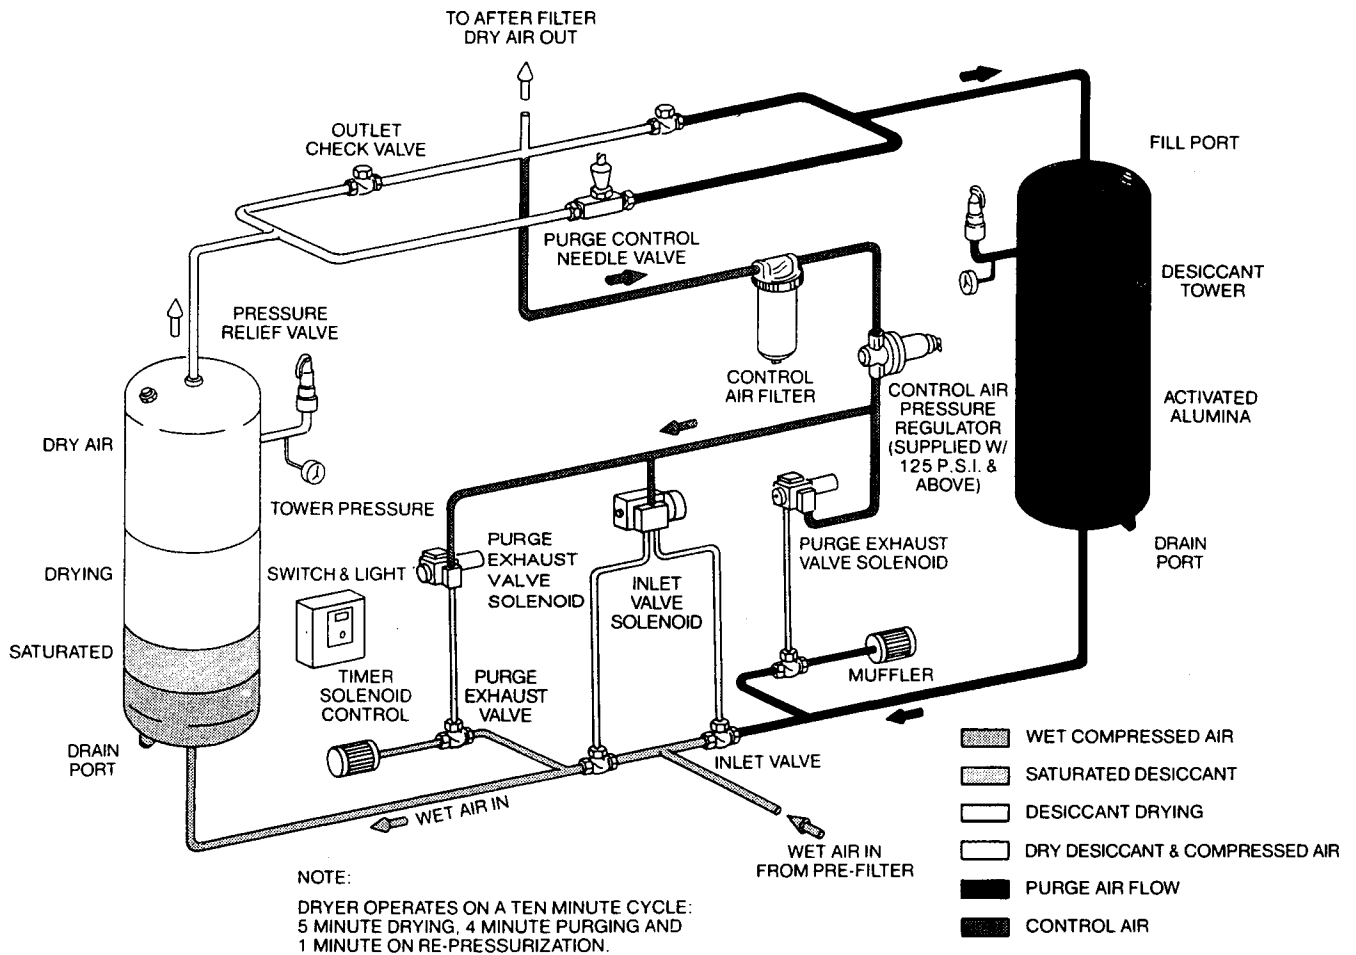 TO AFTER FILTER
DRY AIR OUT
OUTLET
CHECK VALVE
FILL PORT
PURGE CONTROL
NEEDLE VALVE
DESICCANT
TOWER
PRESSURE
RELIEF VALVE
CONTROL
AIR FILTER
CONTROL AIR
PRESSURE
REGULATOR
(SUPPLIED W/
125 P.S.I. &
ABOVE)
ACTIVATED
ALUMINA
DRY AIR
TOWER PRESSURE
PURGE
EXHAUST
VALVE
SOLENOID
PURGE EXHAUST
VALVE SOLENOID
DRAIN
PORT
DRYING
SWITCH & LIGHT
INLET
VALVE
SOLENOID
SATURATED
TIMER
SOLENOID
CONTROL
PURGE
EXHAUST
VALVE
MUFFLER
DRAIN
PORT
INLET VALVE
WET AIR IN
WET AIR IN
FROM PRE-FILTER
WET COMPRESSED AIR
SATURATED DESICCANT
DESICCANT DRYING
DRY DESICCANT & COMPRESSED AIR
PURGE AIR FLOW
CONTROL AIR
NOTE:
DRYER OPERATES ON A TEN MINUTE CYCLE:
5 MINUTE DRYING, 4 MINUTE PURGING AND
1 MINUTE ON RE-PRESSURIZATION.